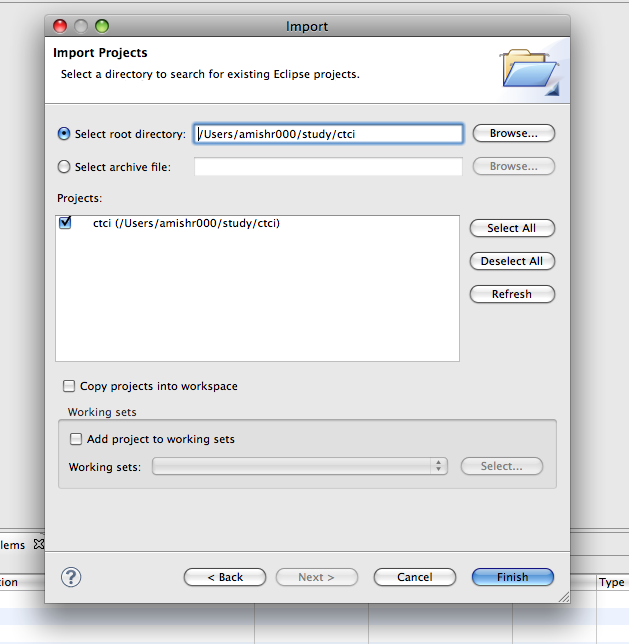 Import
Import Projects
Select a directory to search for existing Eclipse projects.
Select root directory: /Users/amishr000/study/ctci Browse...
Select archive file: Browse...
Projects:
ctci (/Users/amishr000/study/ctci)
Select All
Deselect All
Refresh
Copy projects into workspace
Working sets
Add project to working sets
Working sets: Select...
lems
? < Back Next > Cancel Finish
tion Type